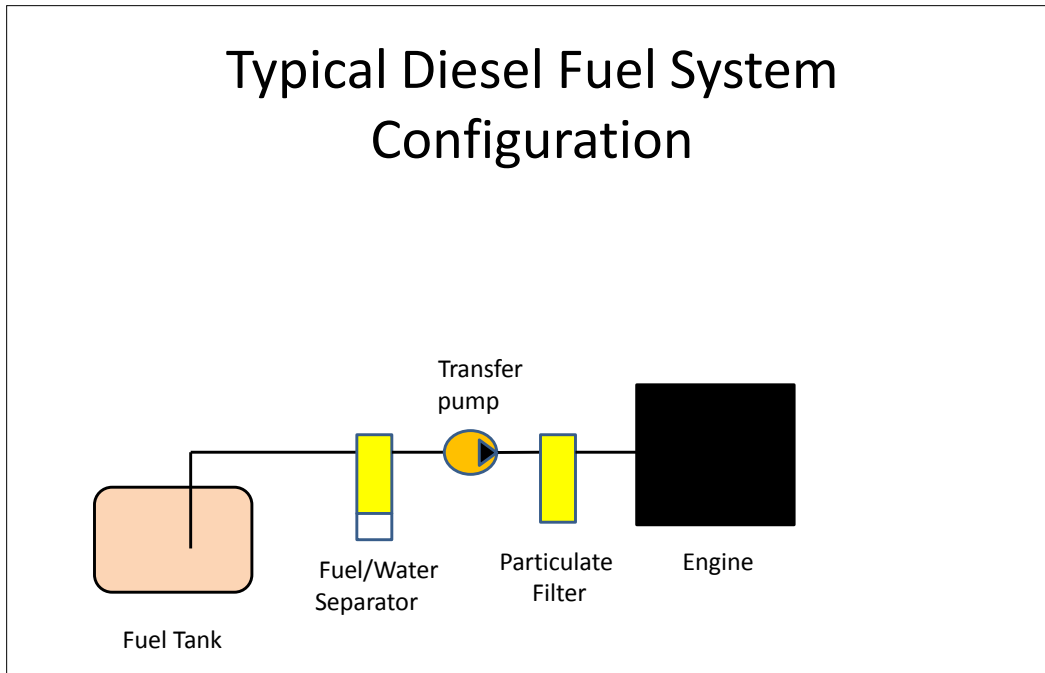 Typical Diesel Fuel System
Configuration
Transfer
pump
Fuel/Water
Separator
Particulate
Filter
Engine
Fuel Tank